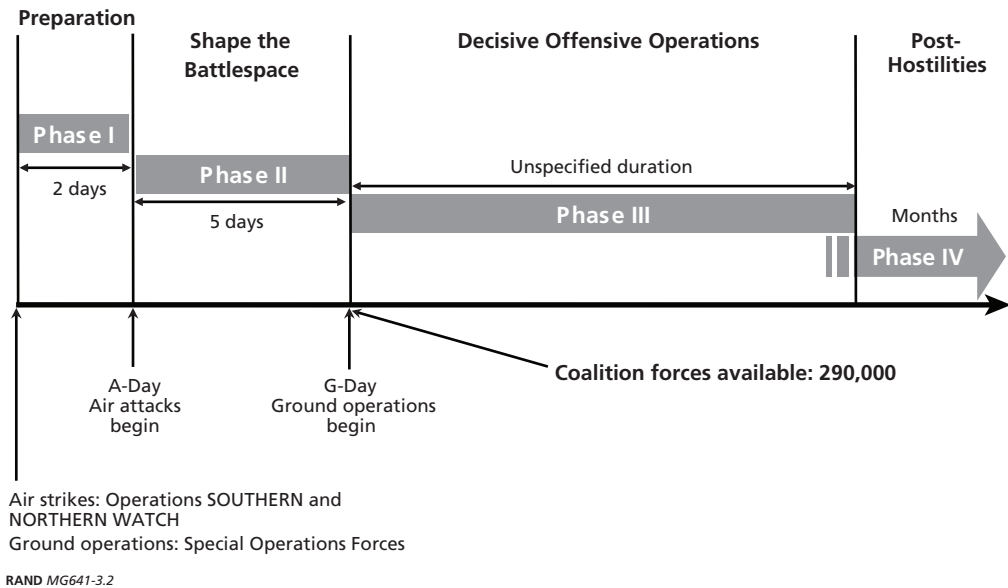 Preparation
Shape the
Battlespace
Decisive Offensive Operations
Post-
Hostilities
Phase I
2 days
Phase II
5 days
Unspecified duration
Phase III
Months
Phase IV
A-Day
Air attacks
begin
G-Day
Ground operations
begin
Coalition forces available: 290,000
Air strikes: Operations SOUTHERN and
NORTHERN WATCH
Ground operations: Special Operations Forces
RAND MG641-3.2